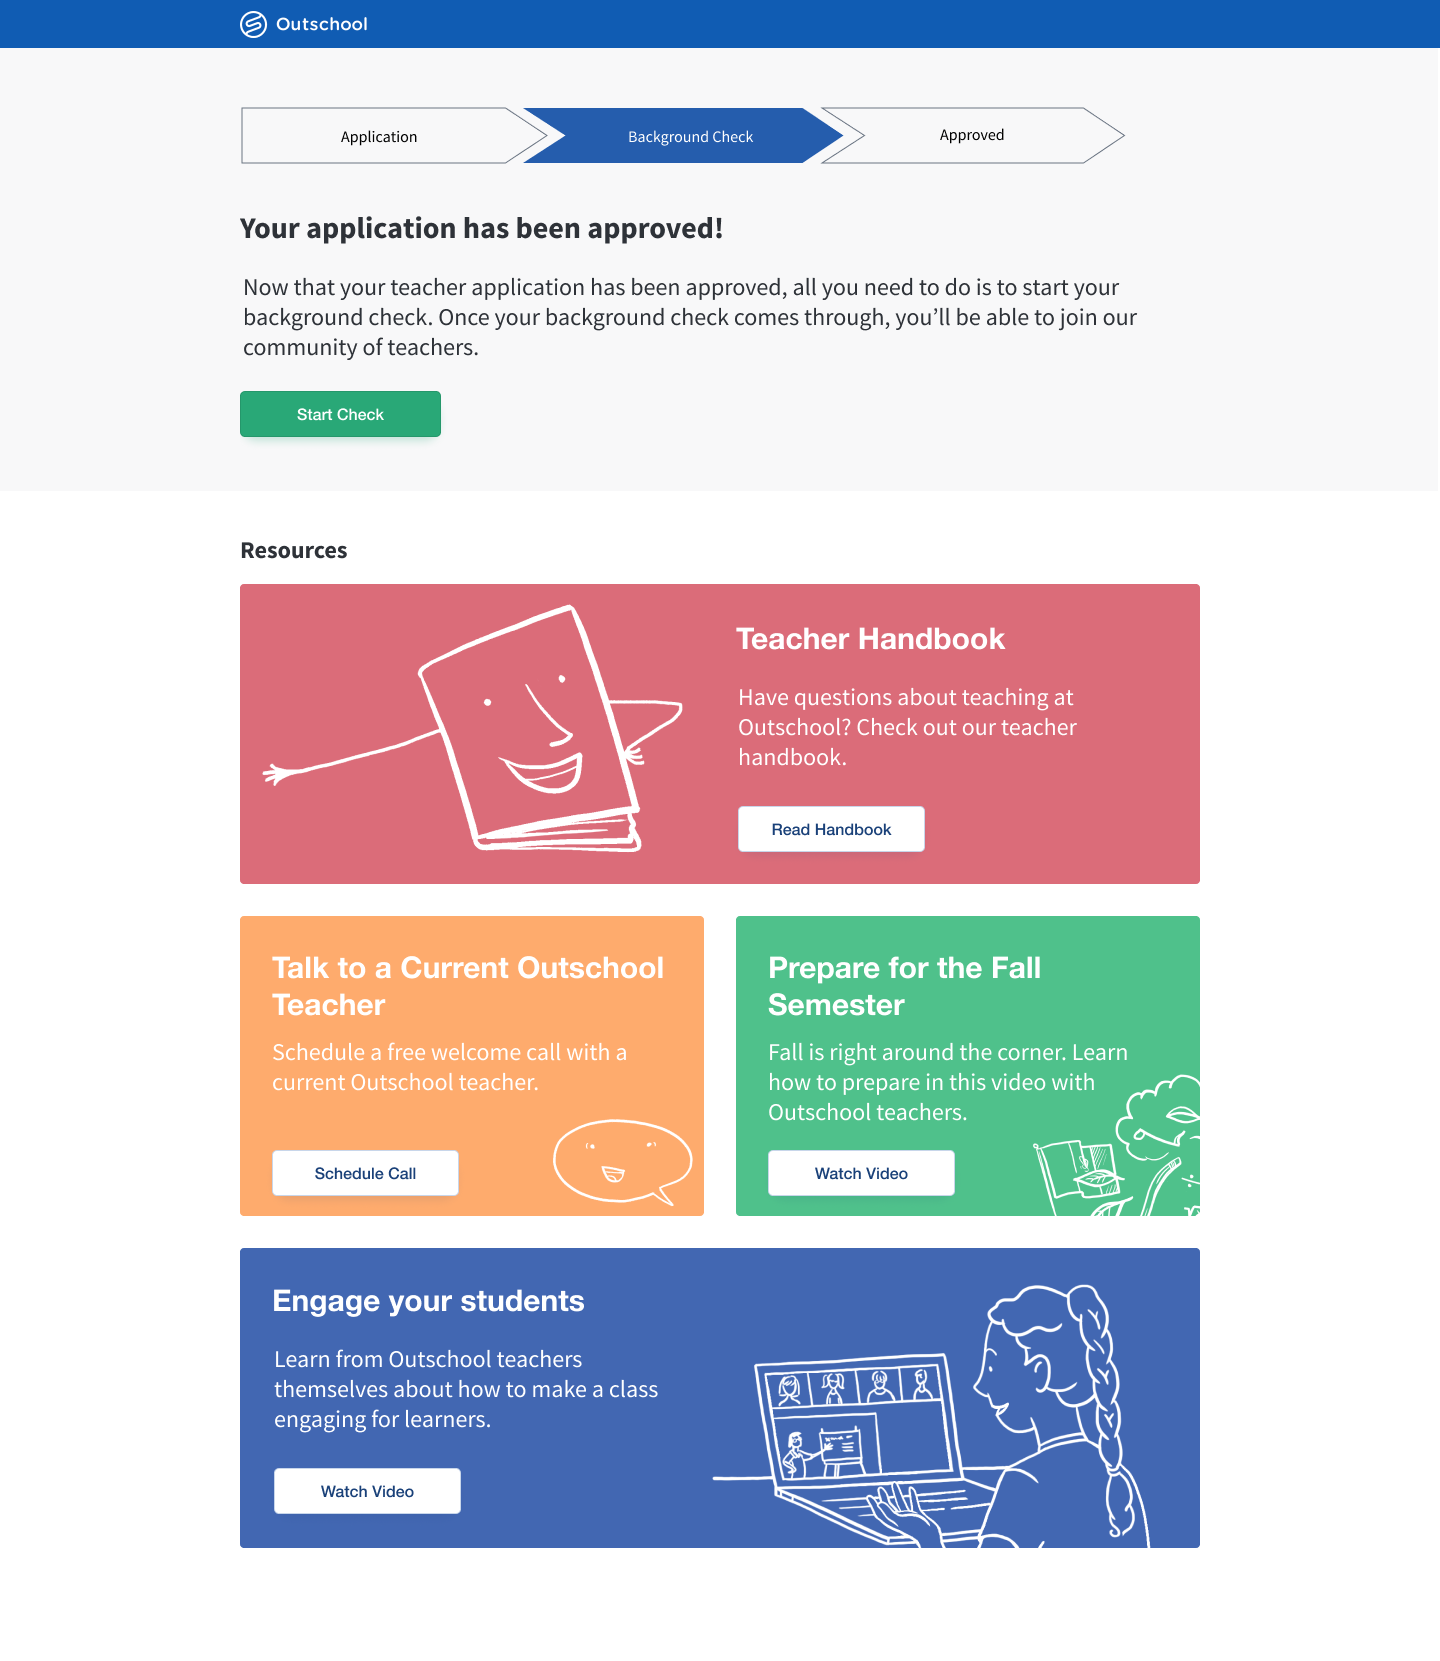 Outschool
Application
Background Check
Approved
Your application has been approved!
Now that your teacher application has been approved, all you need to do is to start your
background check. Once your background check comes through, you’ll be able to join our
community of teachers.
Start Check
Resources
Teacher Handbook
Have questions about teaching at
Outschool? Check out our teacher
handbook.
Read Handbook
Talk to a Current Outschool
Teacher
Schedule a free welcome call with a
current Outschool teacher.
Schedule Call
Prepare for the Fall
Semester
Fall is right around the corner. Learn
how to prepare in this video with
Outschool teachers.
Watch Video
Engage your students
Learn from Outschool teachers
themselves about how to make a class
engaging for learners.
Watch Video